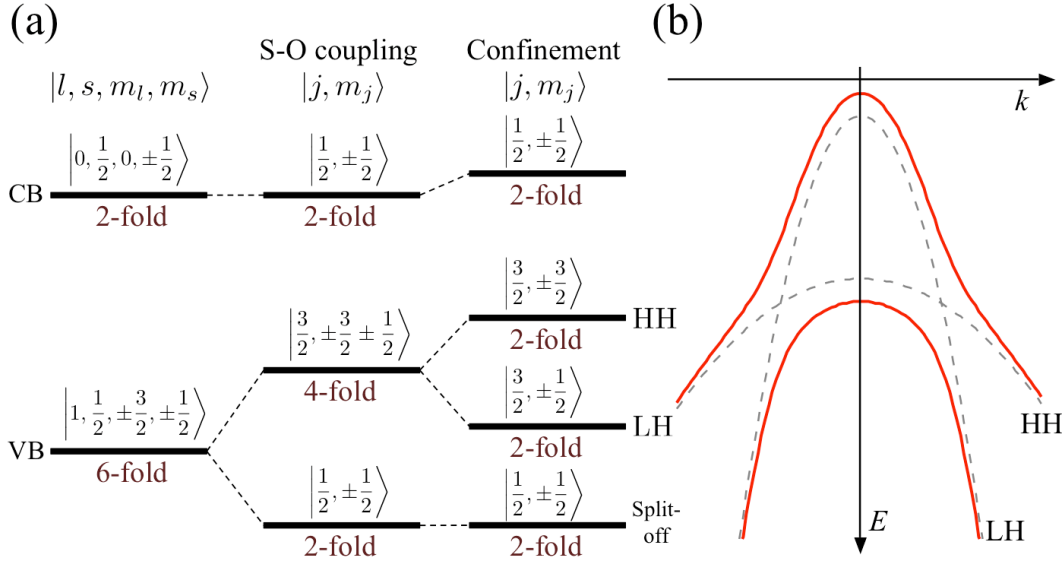 (a)
(b)
S-O coupling
Confinement
|l, s, m_l, m_s⟩
|j, m_j⟩
|j, m_j⟩
|0, 1/2, 0, ±1/2⟩
|1/2, ±1/2⟩
|1/2, ±1/2⟩
CB
2-fold
2-fold
2-fold
|3/2, ±3/2⟩
HH
2-fold
|3/2, ±3/2 ± 1/2⟩
4-fold
|3/2, ±1/2⟩
LH
2-fold
|1, 1/2, ±3/2, ±1/2⟩
VB
6-fold
|1/2, ±1/2⟩
|1/2, ±1/2⟩
Split-
off
2-fold
2-fold
k
HH
E
LH